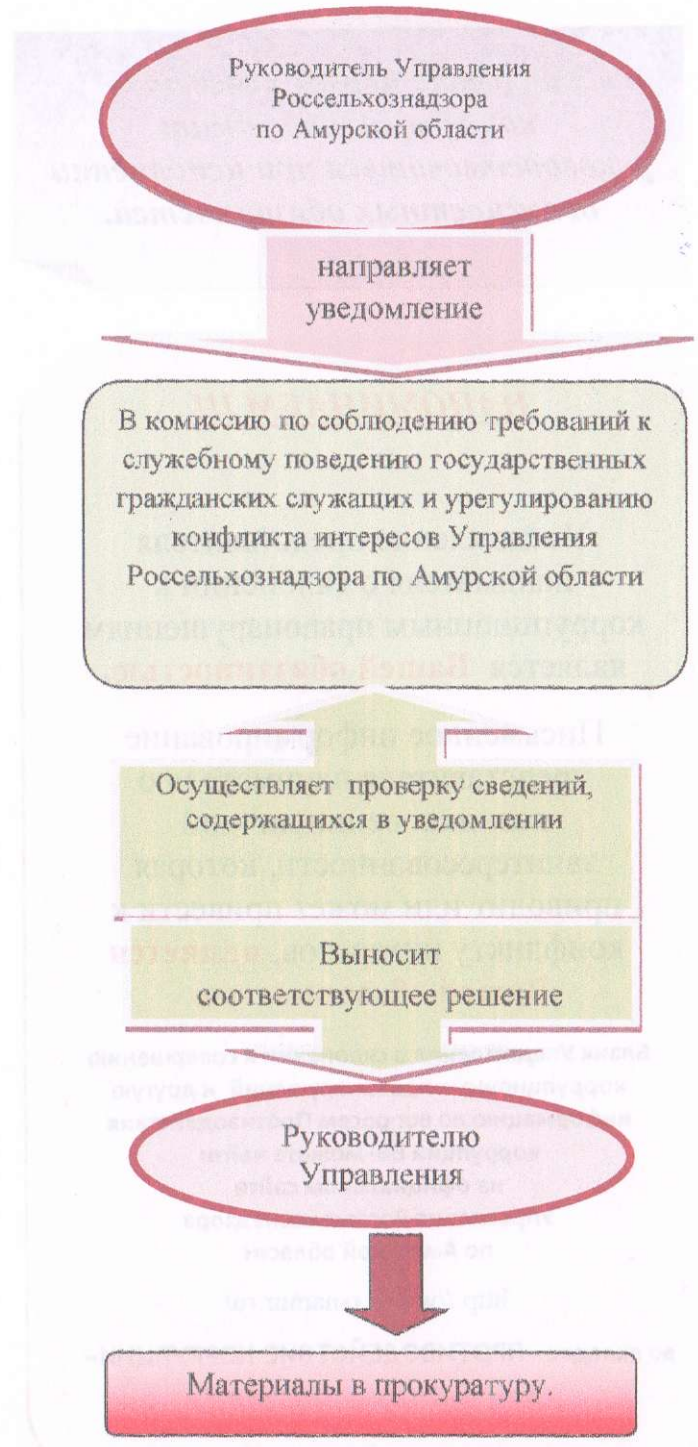 Руководитель Управления
Россельхознадзора
по Амурской области
направляет
уведомление
В комиссию по соблюдению требований к
служебному поведению государственных
гражданских служащих и урегулированию
конфликта интересов Управления
Россельхознадзора по Амурской области
Осуществляет проверку сведений,
содержащихся в уведомлении
Выносит
соответствующее решение
Руководителю
Управления
Материалы в прокуратуру.